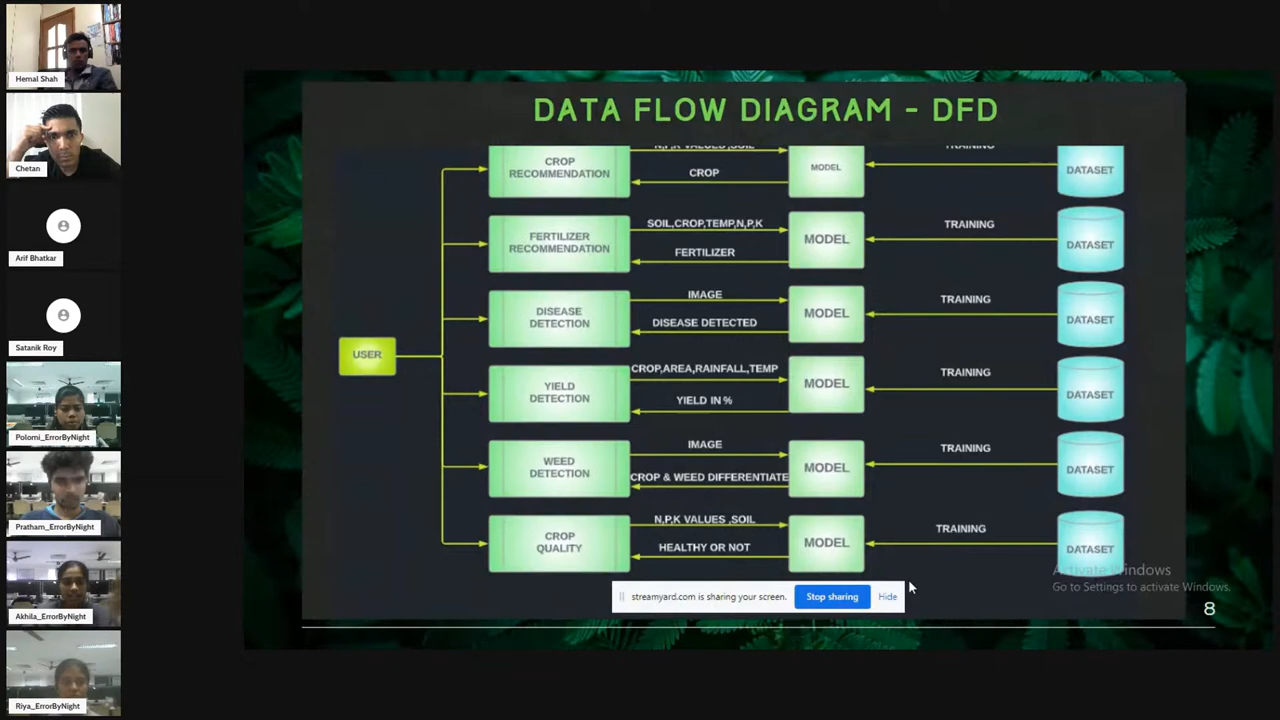 Hemal Shah
Chetan
Arif Bhatkar
Satanik Roy
Polomi_ErrorByNight
Pratham_ErrorByNight
Akhila_ErrorByNight
Riya_ErrorByNight
DATA FLOW DIAGRAM - DFD
USER
CROP
RECOMMENDATION
N,P,K VALUES ,SOIL
CROP
MODEL
TRAINING
DATASET
FERTILIZER
RECOMMENDATION
SOIL,CROP,TEMP,N,P,K
FERTILIZER
MODEL
TRAINING
DATASET
DISEASE
DETECTION
IMAGE
DISEASE DETECTED
MODEL
TRAINING
DATASET
YIELD
DETECTION
CROP,AREA,RAINFALL,TEMP
YIELD IN %
MODEL
TRAINING
DATASET
WEED
DETECTION
IMAGE
CROP & WEED DIFFERENTIATE
MODEL
TRAINING
DATASET
CROP
QUALITY
N,P,K VALUES ,SOIL
HEALTHY OR NOT
MODEL
TRAINING
DATASET
Activate Windows
Go to Settings to activate Windows.
streamyard.com is sharing your screen.
Stop sharing
Hide
8